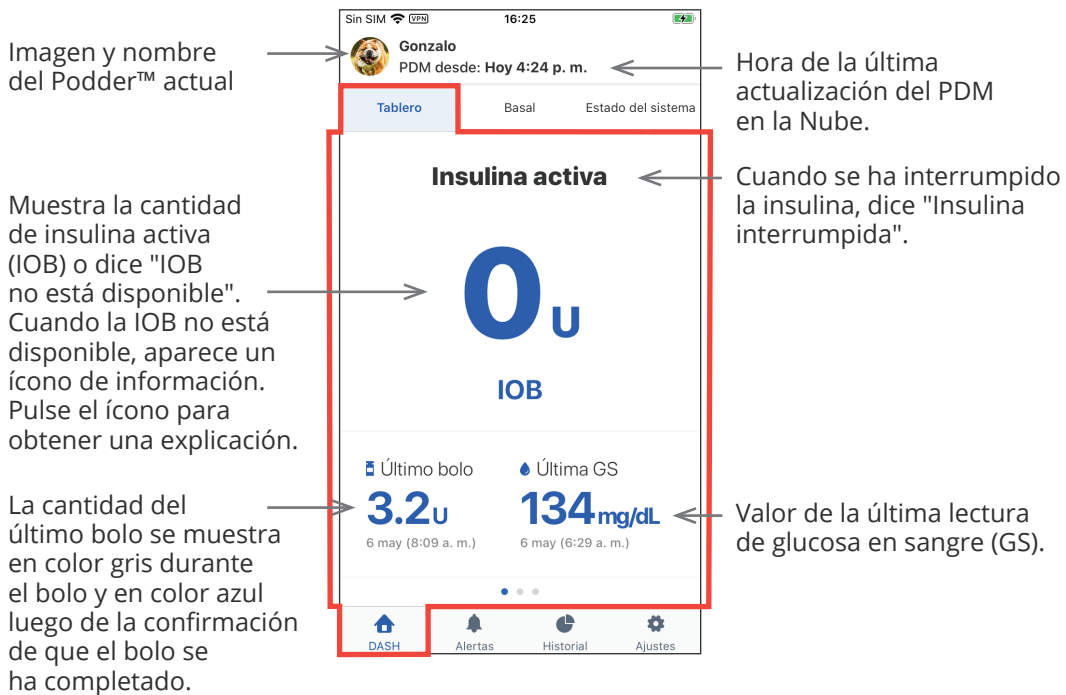 Sin SIM VPN 16:25
Imagen y nombre
del Podder™ actual
Gonzalo
PDM desde: Hoy 4:24 p. m.
Hora de la última
actualización del PDM
en la Nube.
Tablero Basal Estado del sistema
Insulina activa
Cuando se ha interrumpido
la insulina, dice "Insulina
interrumpida".
Muestra la cantidad
de insulina activa
(IOB) o dice "IOB
no está disponible".
Cuando la IOB no está
disponible, aparece un
ícono de información.
Pulse el ícono para
obtener una explicación.
0 U
IOB
Último bolo Última GS
3.2 U 134 mg/dL
6 may (8:09 a. m.) 6 may (6:29 a. m.)
La cantidad del
último bolo se muestra
en color gris durante
el bolo y en color azul
luego de la confirmación
de que el bolo se
ha completado.
Valor de la última lectura
de glucosa en sangre (GS).
DASH Alertas Historial Ajustes